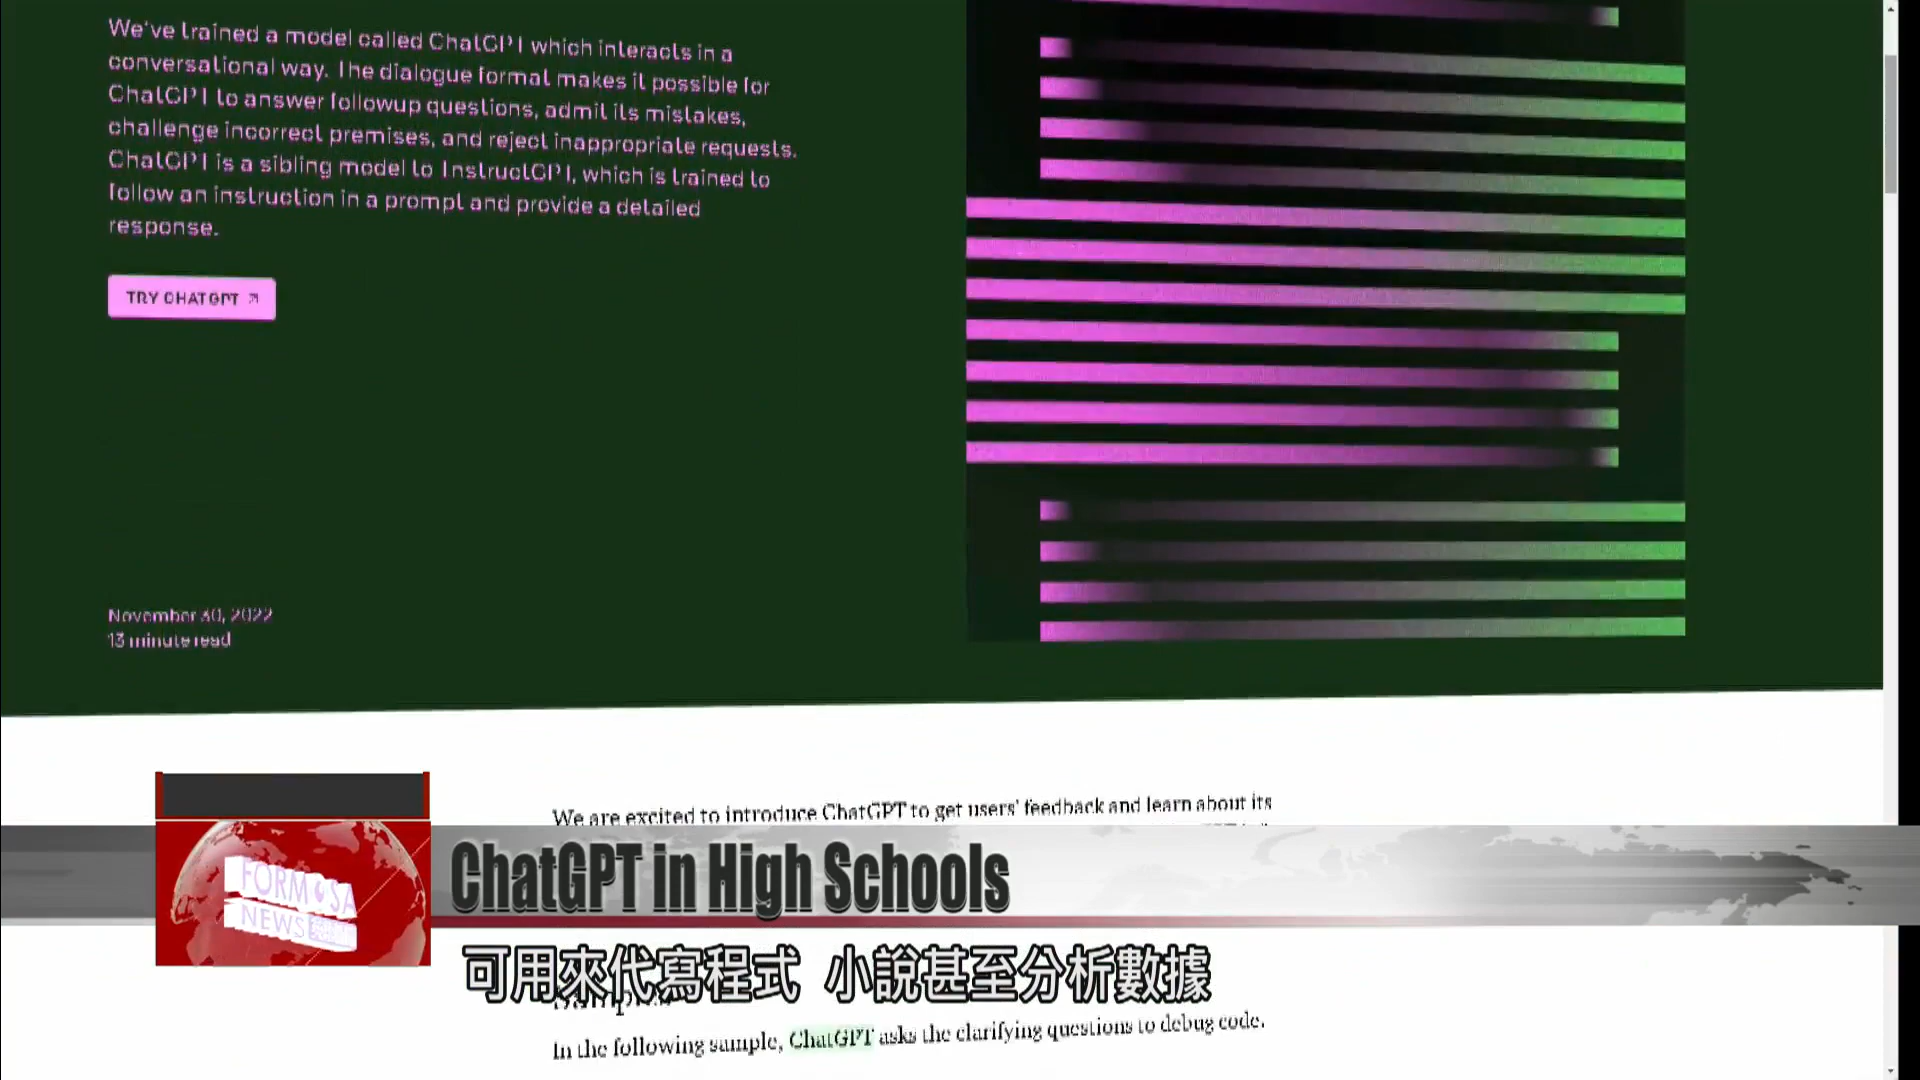 We've trained a model called ChatGPT which interacts in a
conversational way. The dialogue format makes it possible for
ChatGPT to answer followup questions, admit its mistakes,
challenge incorrect premises, and reject inappropriate requests.
ChatGPT is a sibling model to InstructGPT, which is trained to
follow an instruction in a prompt and provide a detailed
response.
TRY CHATGPT ↗
November 30, 2022
13 minute read
We are excited to introduce ChatGPT to get users' feedback and learn about its
FORMOSA
NEWS
ChatGPT in High Schools
可用來代寫程式 小說甚至分析數據
In the following sample, ChatGPT asks the clarifying questions to debug code.